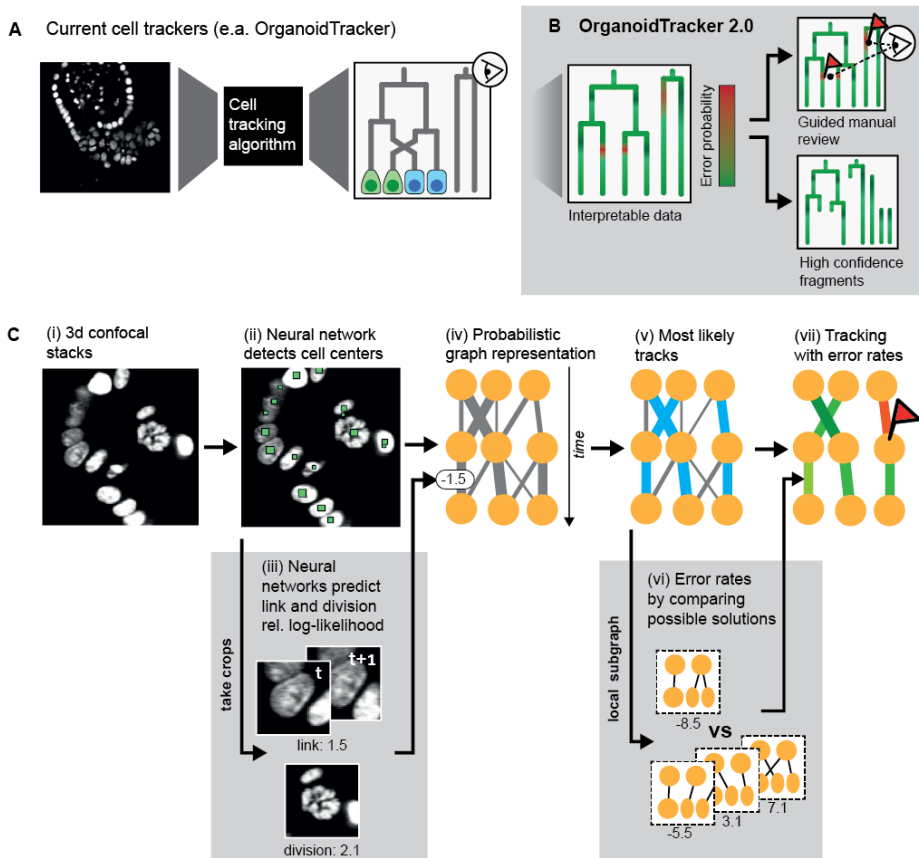 A
Current cell trackers (e.a. OrganoidTracker)
Cell
tracking
algorithm
B
OrganoidTracker 2.0
Interpretable data
Error probability
Guided manual
review
High confidence
fragments
C
(i) 3d confocal
stacks
(ii) Neural network
detects cell centers
(iii) Neural
networks predict
link and division
rel. log-likelihood
take crops
t
t+1
link: 1.5
division: 2.1
(iv) Probabilistic
graph representation
-1.5
time
(v) Most likely
tracks
local subgraph
(vi) Error rates
by comparing
possible solutions
-8.5
vs
-5.5
3.1
7.1
(vii) Tracking
with error rates